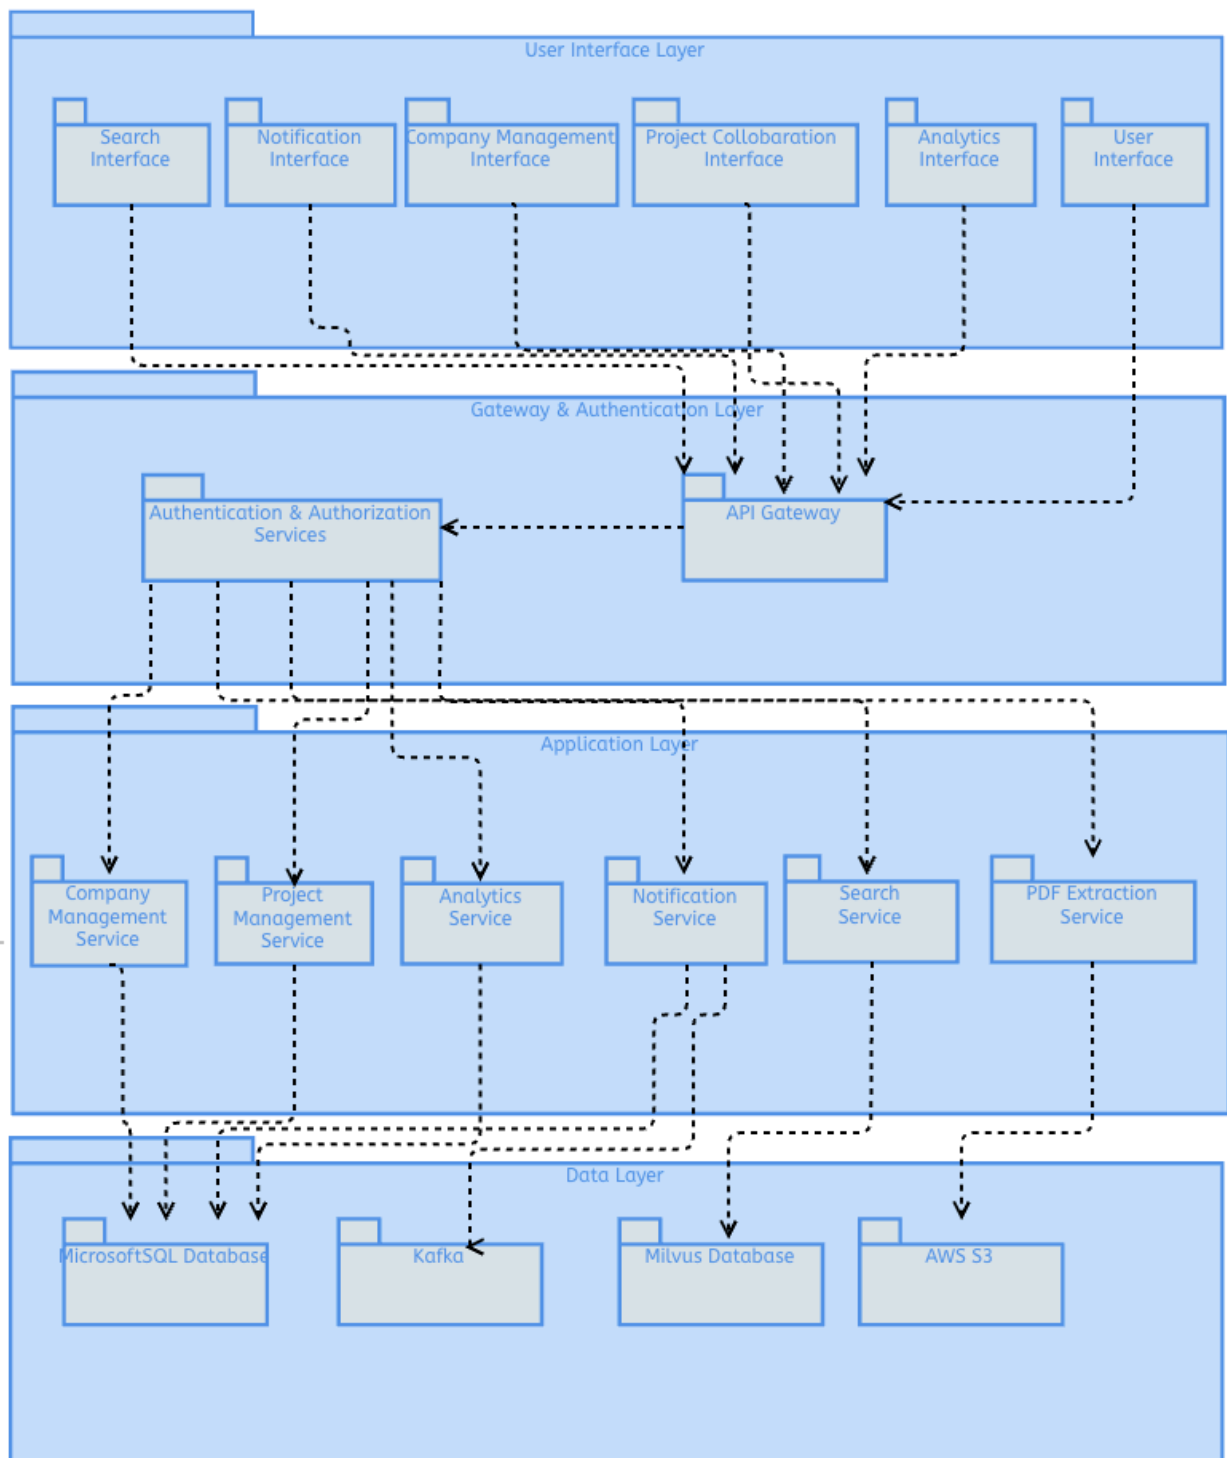 User Interface Layer
Search
Interface
Notification
Interface
Company Management
Interface
Project Collobaration
Interface
Analytics
Interface
User
Interface
Gateway & Authentication Layer
Authentication & Authorization
Services
API Gateway
Application Layer
Company
Management
Service
Project
Management
Service
Analytics
Service
Notification
Service
Search
Service
PDF Extraction
Service
Data Layer
MicrosoftSQL Database
Kafka
Milvus Database
AWS S3